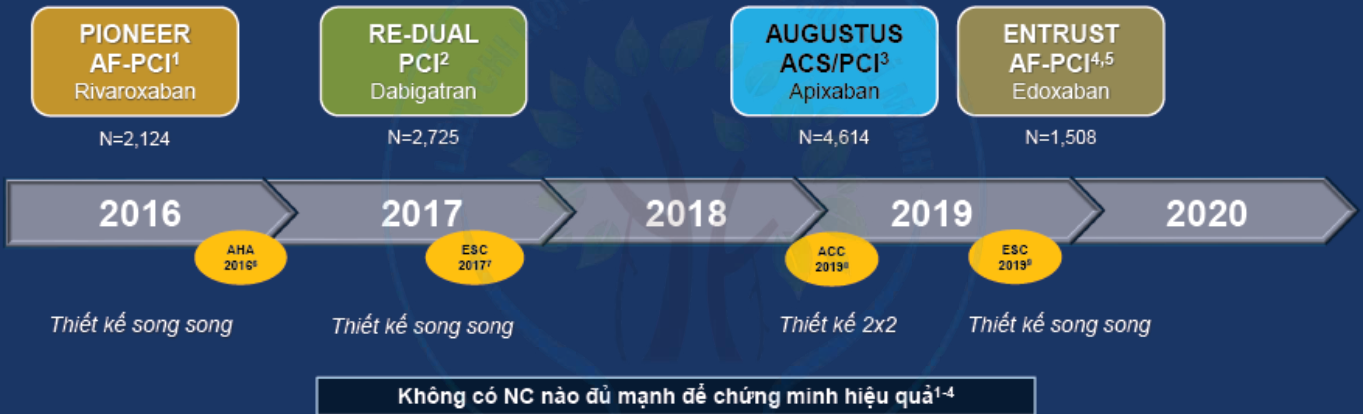 PIONEER
AF-PCI¹
Rivaroxaban
RE-DUAL
PCI²
Dabigatran
AUGUSTUS
ACS/PCI³
Apixaban
ENTRUST
AF-PCI⁴,⁵
Edoxaban
N=2,124
N=2,725
N=4,614
N=1,508
2016
2017
2018
2019
2020
AHA
2016⁶
ESC
2017⁷
ACC
2019⁸
ESC
2019⁹
Thiết kế song song
Thiết kế song song
Thiết kế 2x2
Thiết kế song song
Không có NC nào đủ mạnh để chứng minh hiệu quả¹⁻⁴